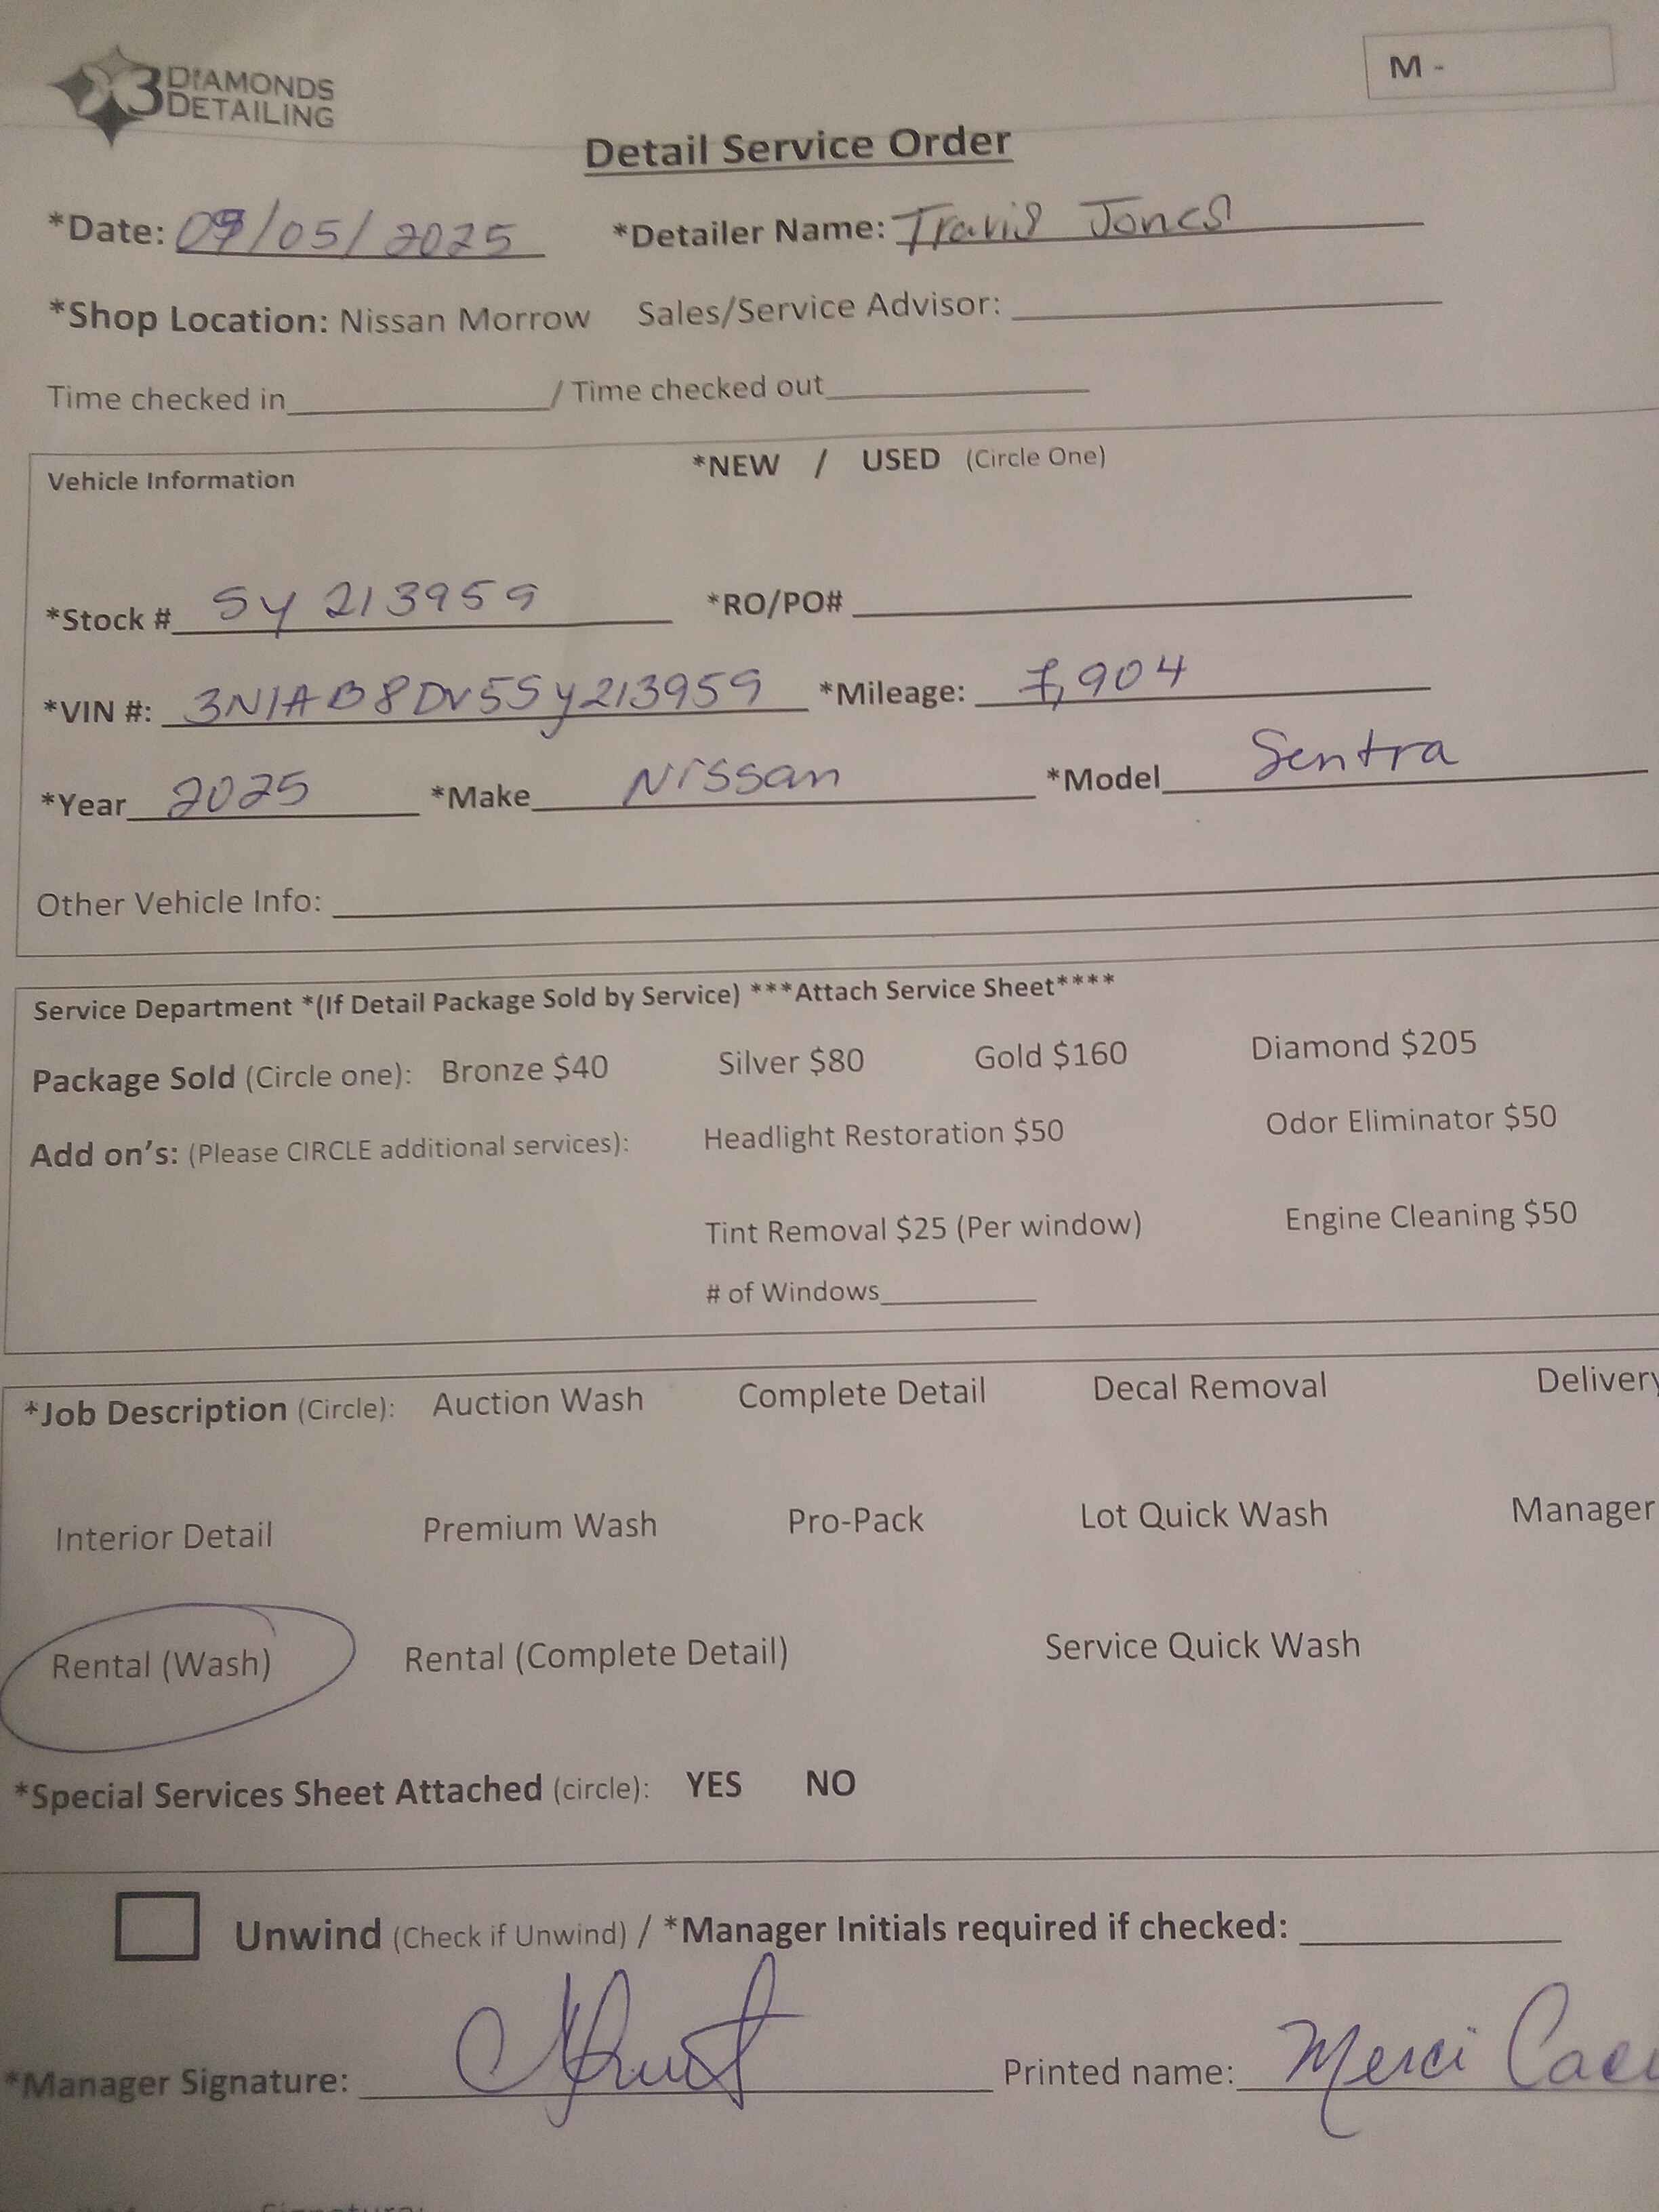 3 DIAMONDS DETAILING
M -
Detail Service Order
*Date: 09/05/2025 *Detailer Name: Travis Jones
*Shop Location: Nissan Morrow Sales/Service Advisor:
Time checked in / Time checked out
Vehicle Information *NEW / USED (Circle One)
*Stock # SY 213959 *RO/PO#
*VIN #: 3N1AB8DV5SY213959 *Mileage: 7,904
*Year 2025 *Make Nissan *Model Sentra
Other Vehicle Info:
Service Department *(If Detail Package Sold by Service) ***Attach Service Sheet****
Package Sold (Circle one): Bronze $40 Silver $80 Gold $160 Diamond $205
Add on's: (Please CIRCLE additional services): Headlight Restoration $50 Odor Eliminator $50
Tint Removal $25 (Per window) Engine Cleaning $50
# of Windows
*Job Description (Circle): Auction Wash Complete Detail Decal Removal Delivery
Interior Detail Premium Wash Pro-Pack Lot Quick Wash Manager
Rental (Wash) Rental (Complete Detail) Service Quick Wash
*Special Services Sheet Attached (circle): YES NO
Unwind (Check if Unwind) / *Manager Initials required if checked:
*Manager Signature: Printed name: Merci